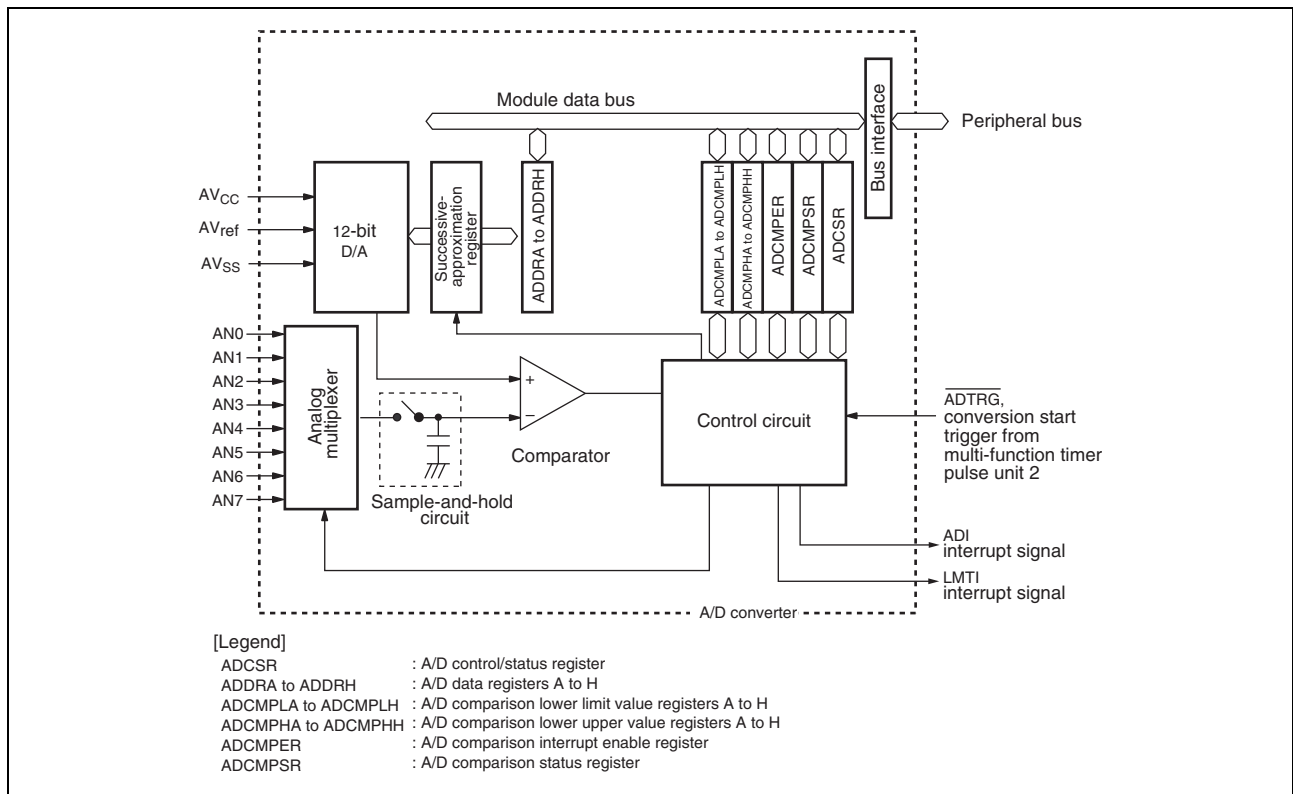 Module data bus
Bus interface
Peripheral bus
AVCC
AVref
AVSS
12-bit
D/A
Successive-
approximation
register
ADDRA to ADDRH
ADCMPLA to ADCMPLH
ADCMPHA to ADCMPHH
ADCMPER
ADCMPSR
ADCSR
AN0
AN1
AN2
AN3
AN4
AN5
AN6
AN7
Analog
multiplexer
+
−
Comparator
Sample-and-hold
circuit
Control circuit
ADTRG,
conversion start
trigger from
multi-function timer
pulse unit 2
ADI
interrupt signal
LMTI
interrupt signal
A/D converter
[Legend]
ADCSR : A/D control/status register
ADDRA to ADDRH : A/D data registers A to H
ADCMPLA to ADCMPLH : A/D comparison lower limit value registers A to H
ADCMPHA to ADCMPHH : A/D comparison lower upper value registers A to H
ADCMPER : A/D comparison interrupt enable register
ADCMPSR : A/D comparison status register